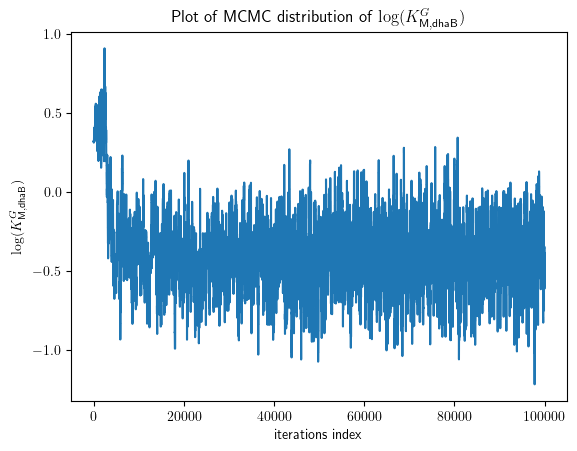 Plot of MCMC distribution of log(K^G_M,dhaB)
1.0
0.5
0.0
−0.5
−1.0
log(K^G_M,dhaB)
0 20000 40000 60000 80000 100000
iterations index